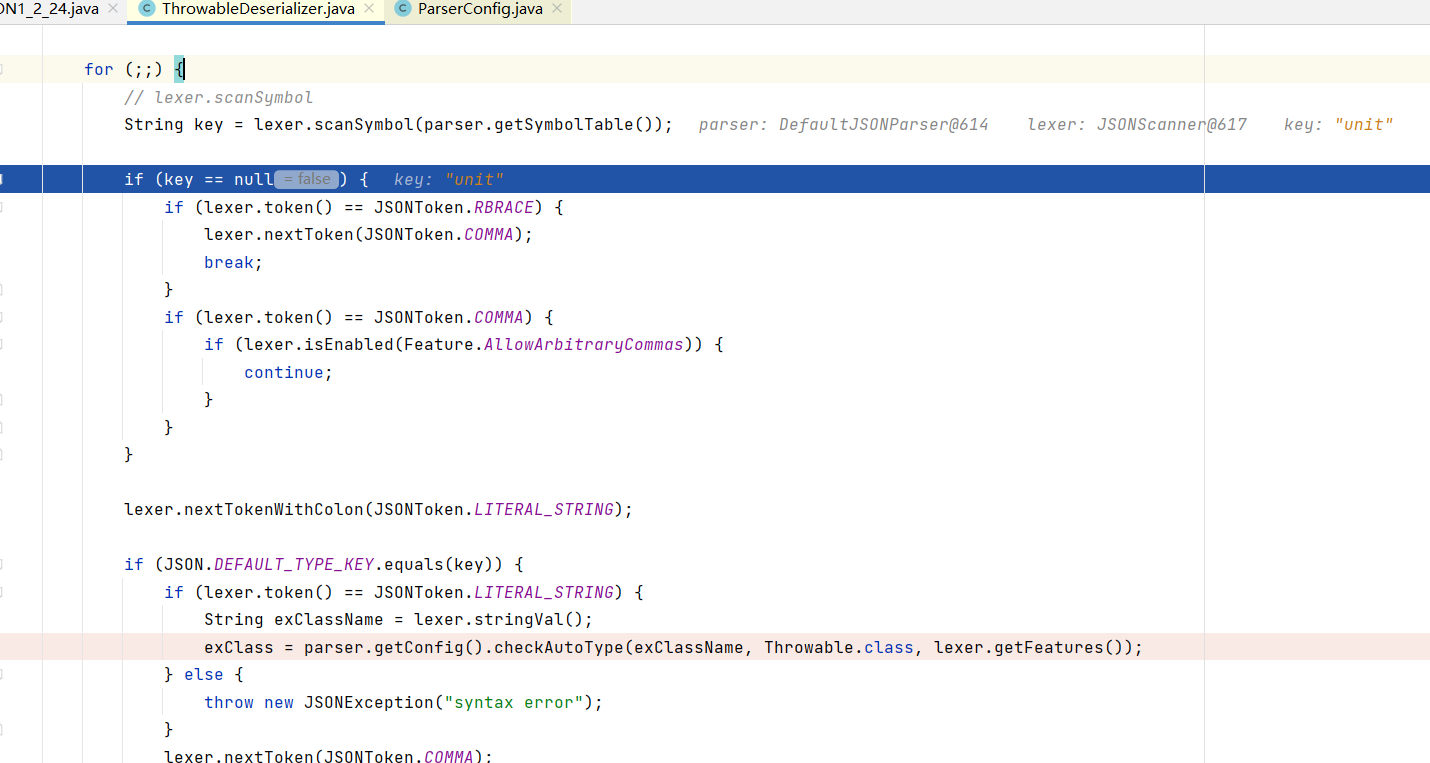 ON1_2_24.java × C ThrowableDeserializer.java × C ParserConfig.java ×
for (;;) {
// lexer.scanSymbol
String key = lexer.scanSymbol(parser.getSymbolTable()); parser: DefaultJSONParser@614 lexer: JSONScanner@617 key: "unit"
if (key == null = false ) { key: "unit"
if (lexer.token() == JSONToken.RBRACE) {
lexer.nextToken(JSONToken.COMMA);
break;
}
if (lexer.token() == JSONToken.COMMA) {
if (lexer.isEnabled(Feature.AllowArbitraryCommas)) {
continue;
}
}
}
lexer.nextTokenWithColon(JSONToken.LITERAL_STRING);
if (JSON.DEFAULT_TYPE_KEY.equals(key)) {
if (lexer.token() == JSONToken.LITERAL_STRING) {
String exClassName = lexer.stringVal();
exClass = parser.getConfig().checkAutoType(exClassName, Throwable.class, lexer.getFeatures());
} else {
throw new JSONException("syntax error");
}
lexer.nextToken(JSONToken.COMMA);